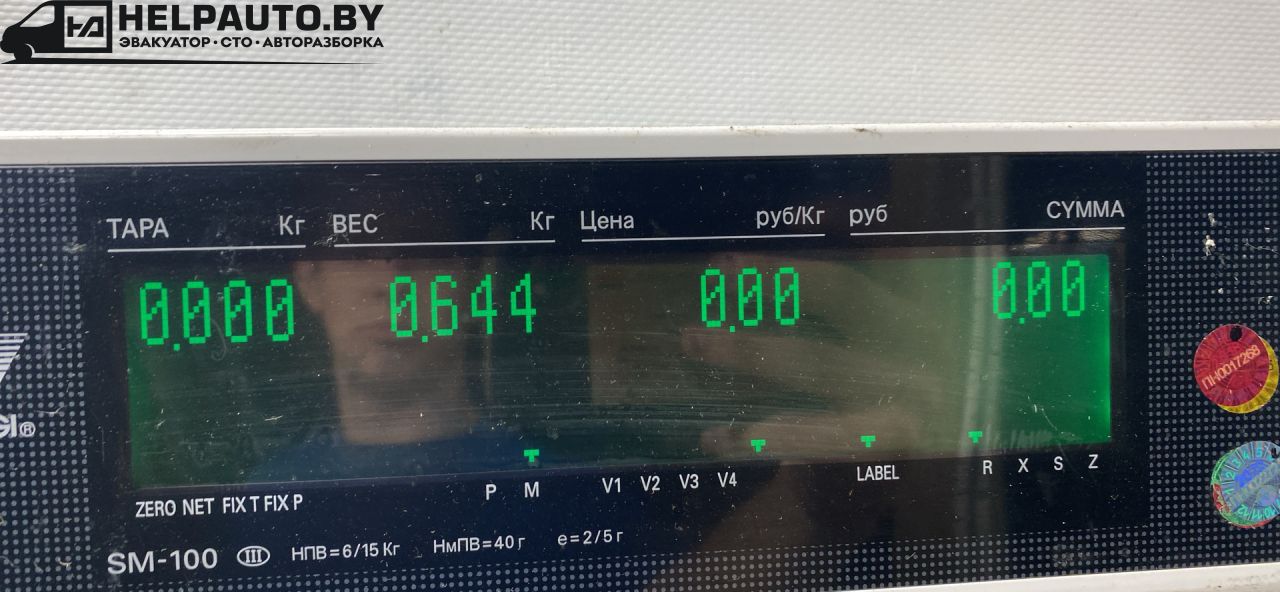 HELPAUTO.BY
ЭВАКУАТОР·СТО·АВТОРАЗБОРКА
ТАРА Кг ВЕС Кг Цена руб/Кг руб СУММА
0.000 0.644 0.00 0.00
ZERO NET FIX T FIX P P M V1 V2 V3 V4 LABEL R X S Z
SM-100 III НПВ=6/15 Кг НмПВ=40 г e=2/5 г
GI®
ПН0017268